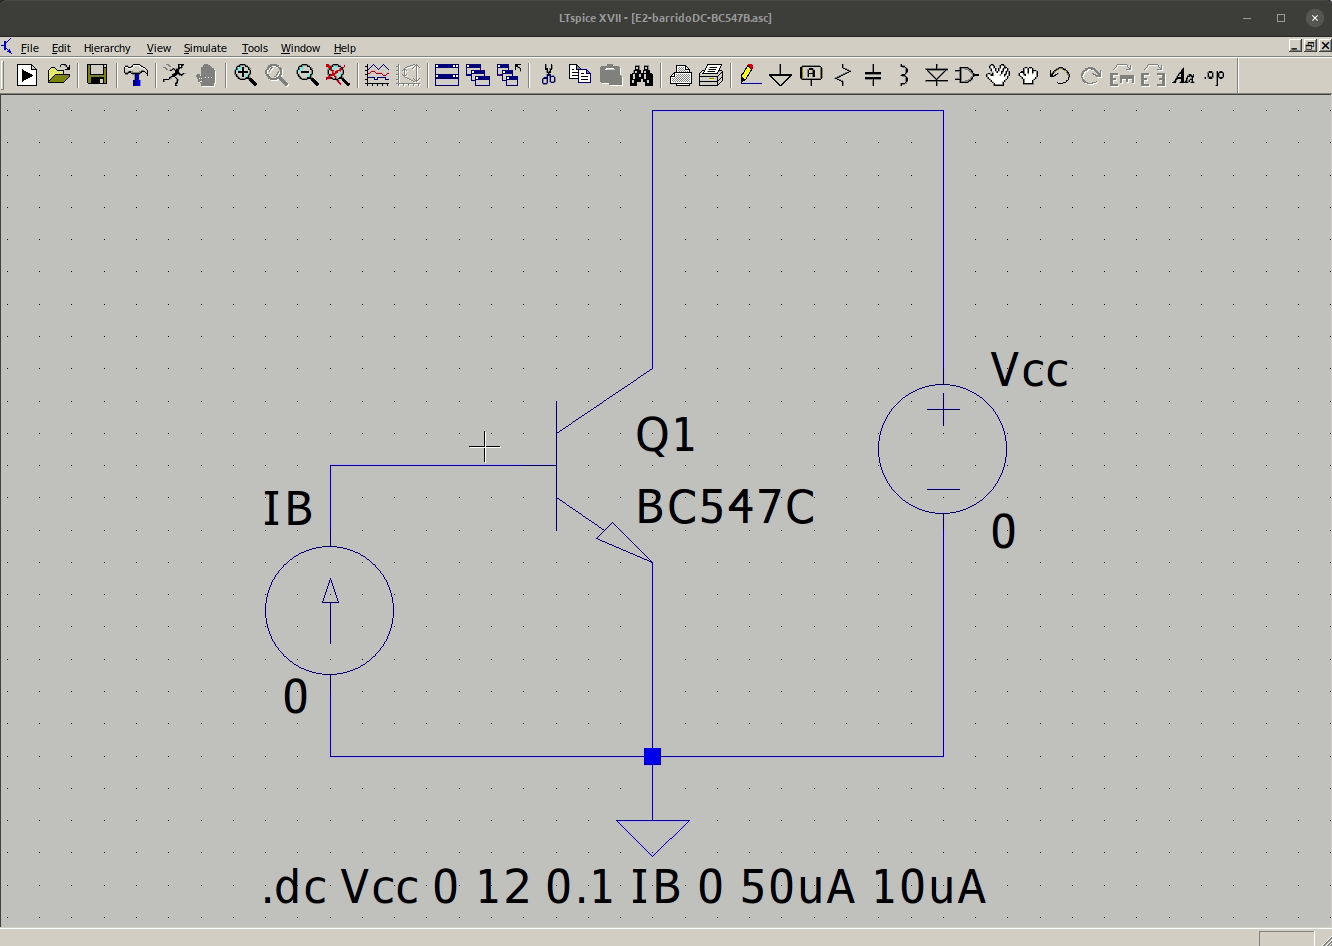 LTspice XVII - [E2-barridoDC-BC547B.asc]
File Edit Hierarchy View Simulate Tools Window Help
A Aa .op
Vcc
Q1
IB
BC547C
0
0
.dc Vcc 0 12 0.1 IB 0 50uA 10uA